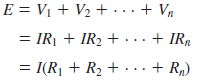 E = V₁ + V₂ + · · · + Vₙ
= IR₁ + IR₂ + · · · + IRₙ
= I(R₁ + R₂ + · · · + Rₙ)